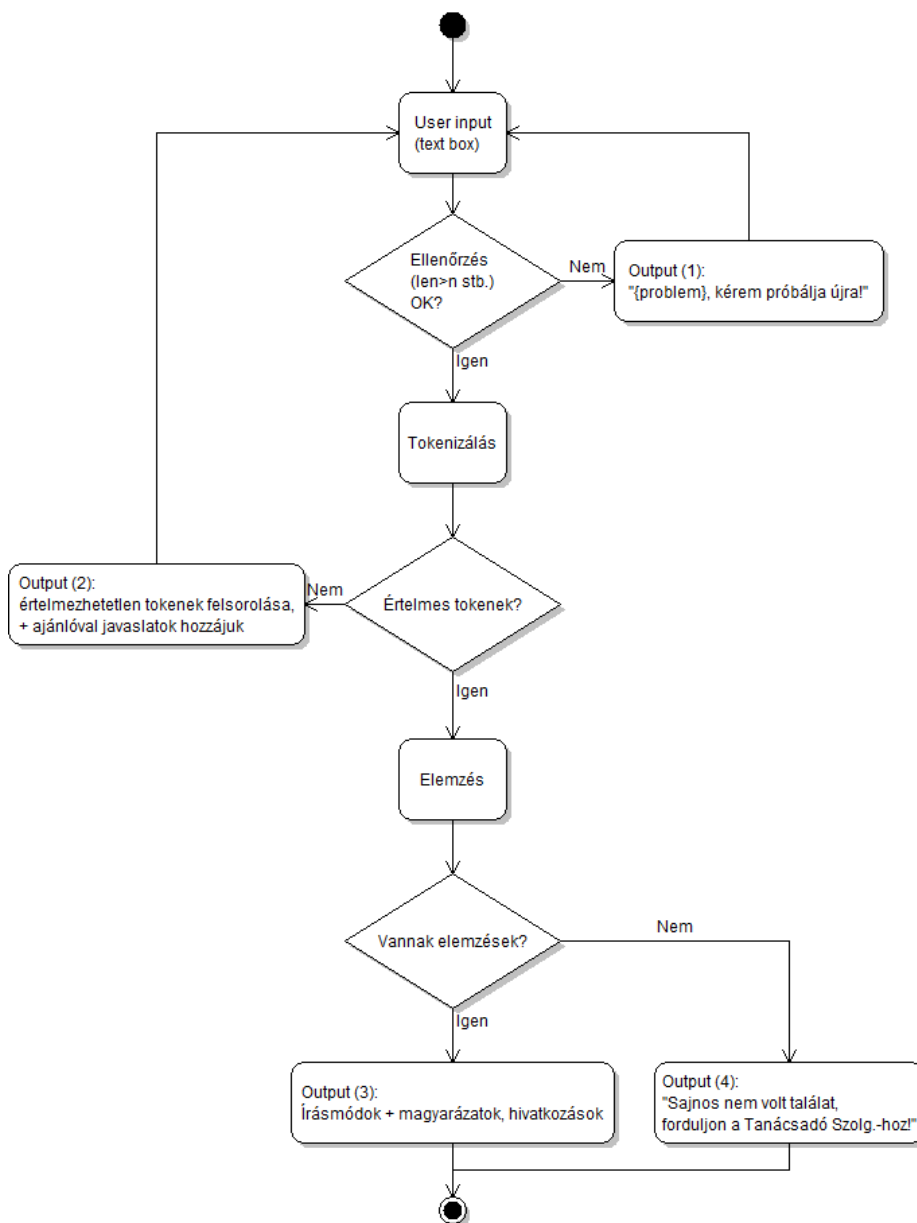 User input
(text box)
Ellenőrzés
(len>n stb.)
OK?
Nem
Output (1):
"{problem}, kérem próbálja újra!"
Igen
Tokenizálás
Output (2):
értelmezhetetlen tokenek felsorolása,
+ ajánlóval javaslatok hozzájuk
Nem
Értelmes tokenek?
Igen
Elemzés
Vannak elemzések?
Nem
Igen
Output (3):
Írásmódok + magyarázatok, hivatkozások
Output (4):
"Sajnos nem volt találat,
forduljon a Tanácsadó Szolg.-hoz!"